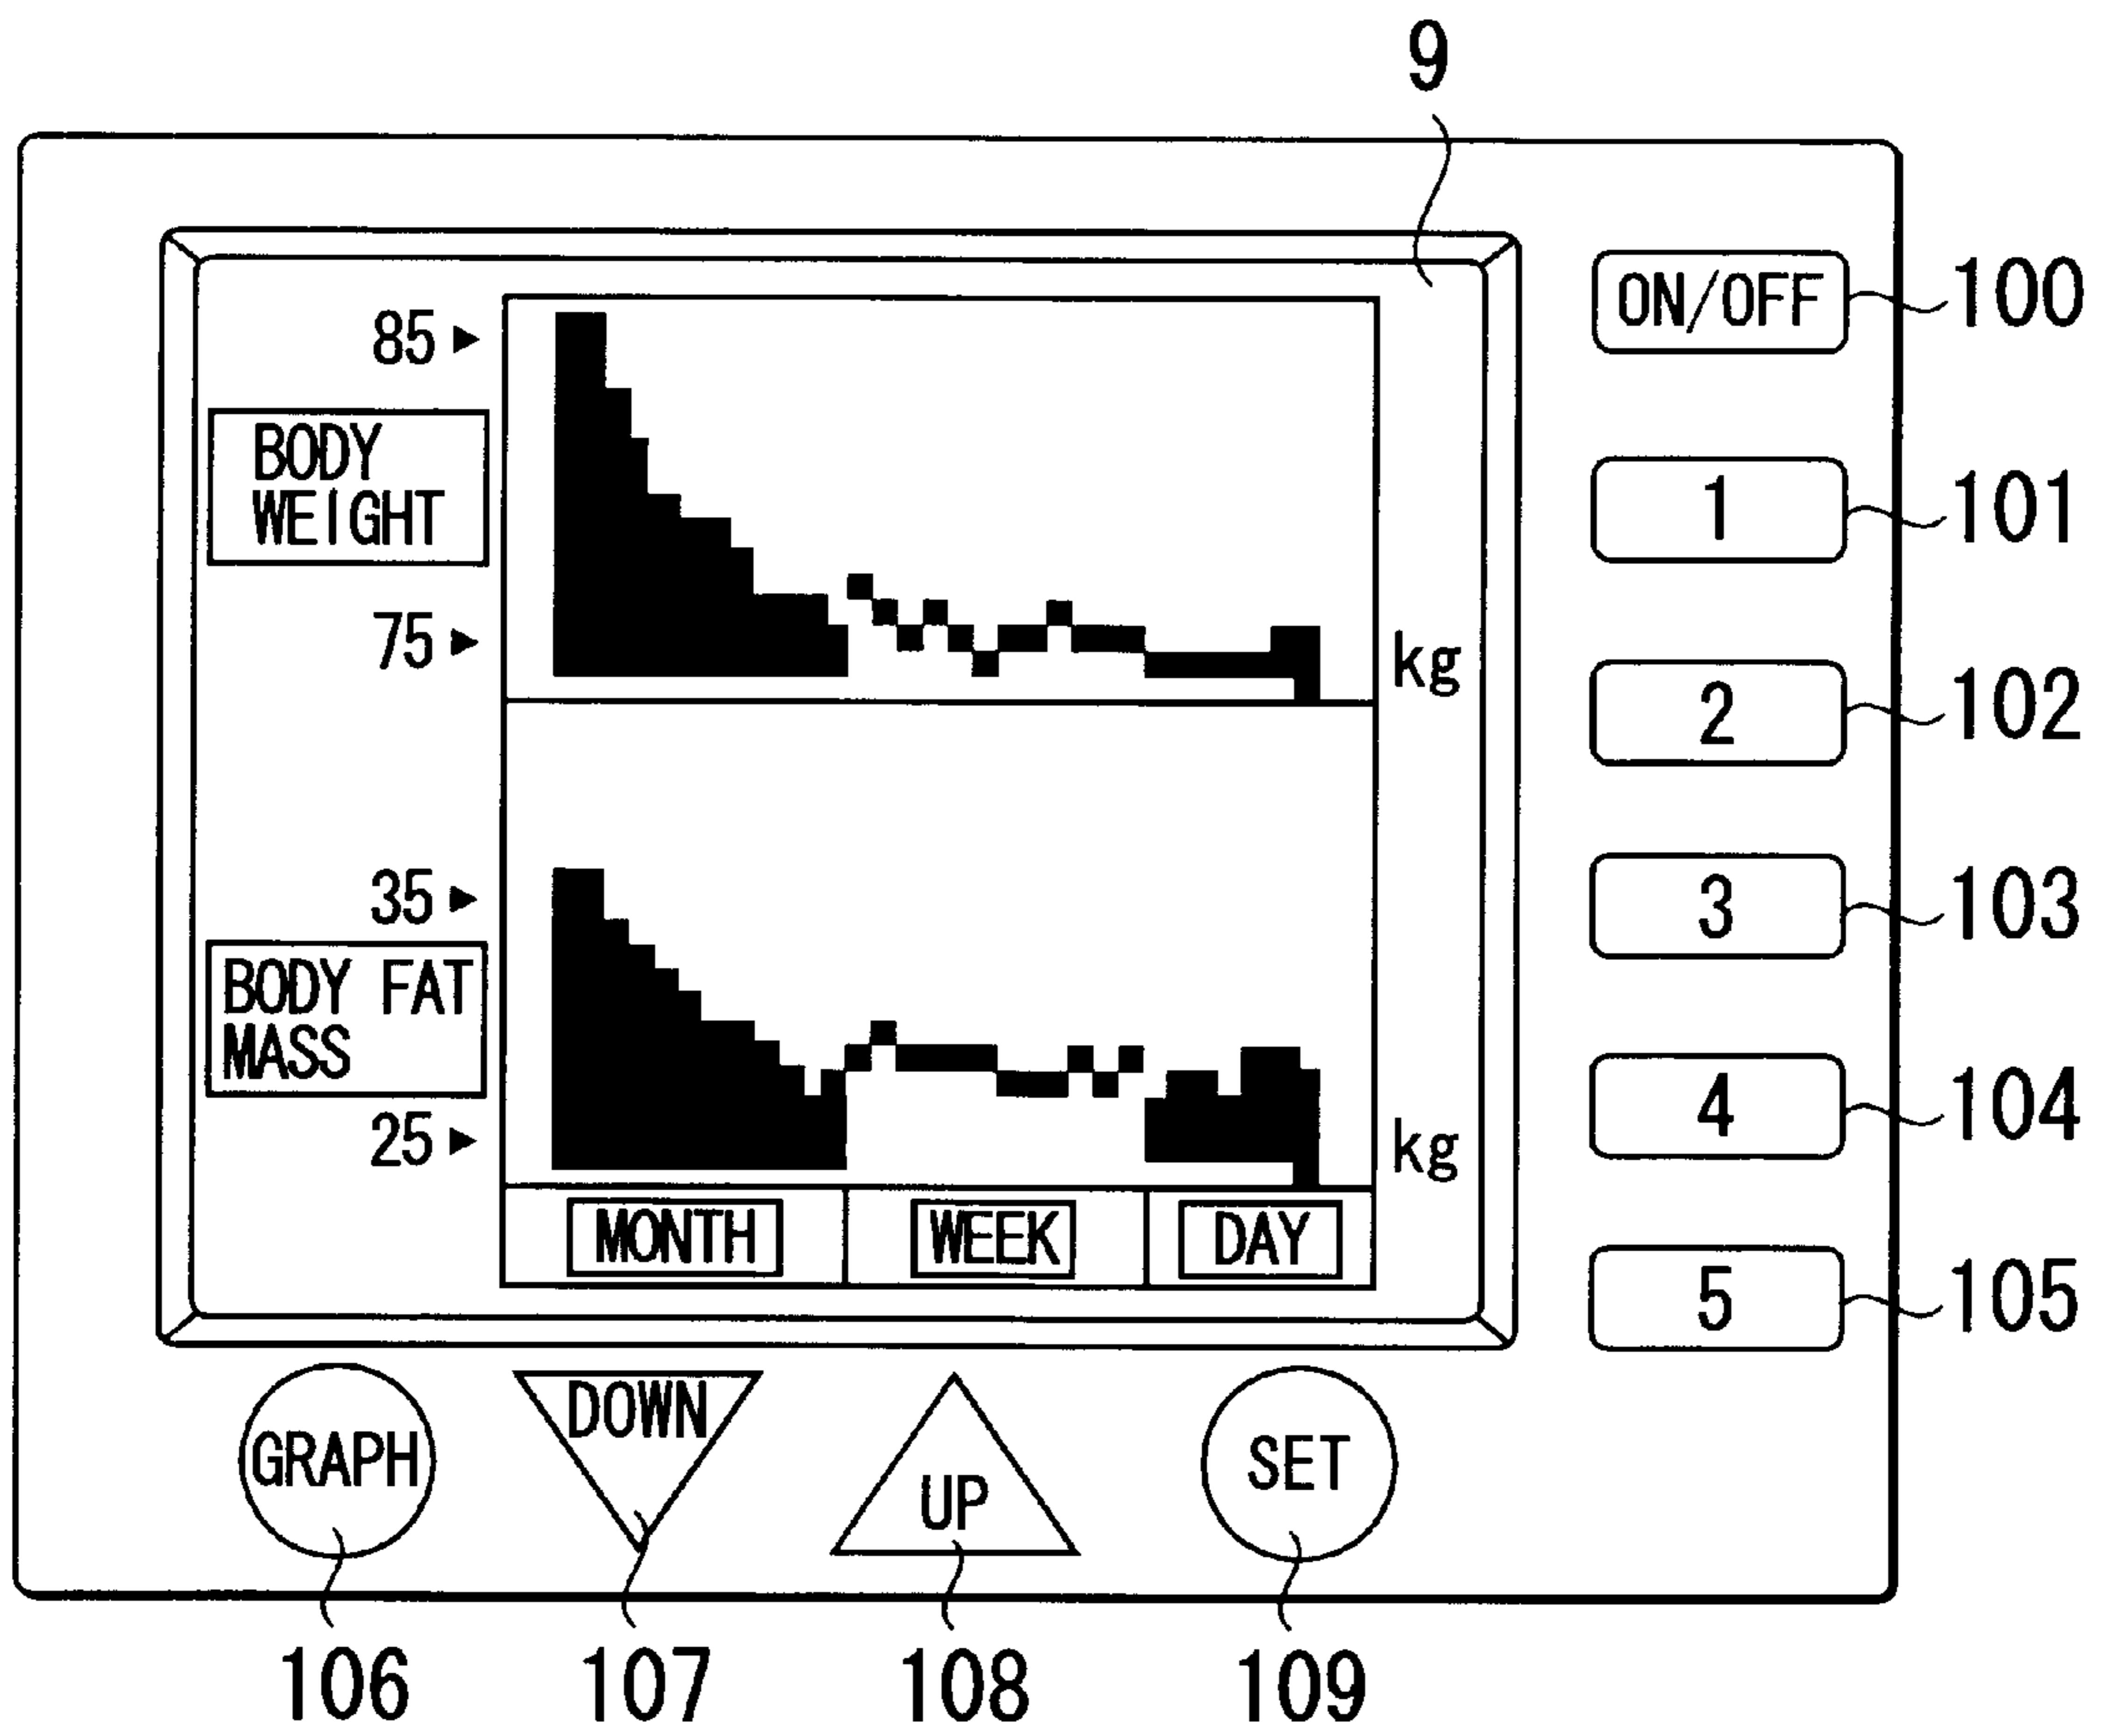 9
85
BODY
WEIGHT
75
kg
35
BODY FAT
MASS
25
kg
MONTH WEEK DAY
ON/OFF 100
1 101
2 102
3 103
4 104
5 105
GRAPH DOWN UP SET
106 107 108 109